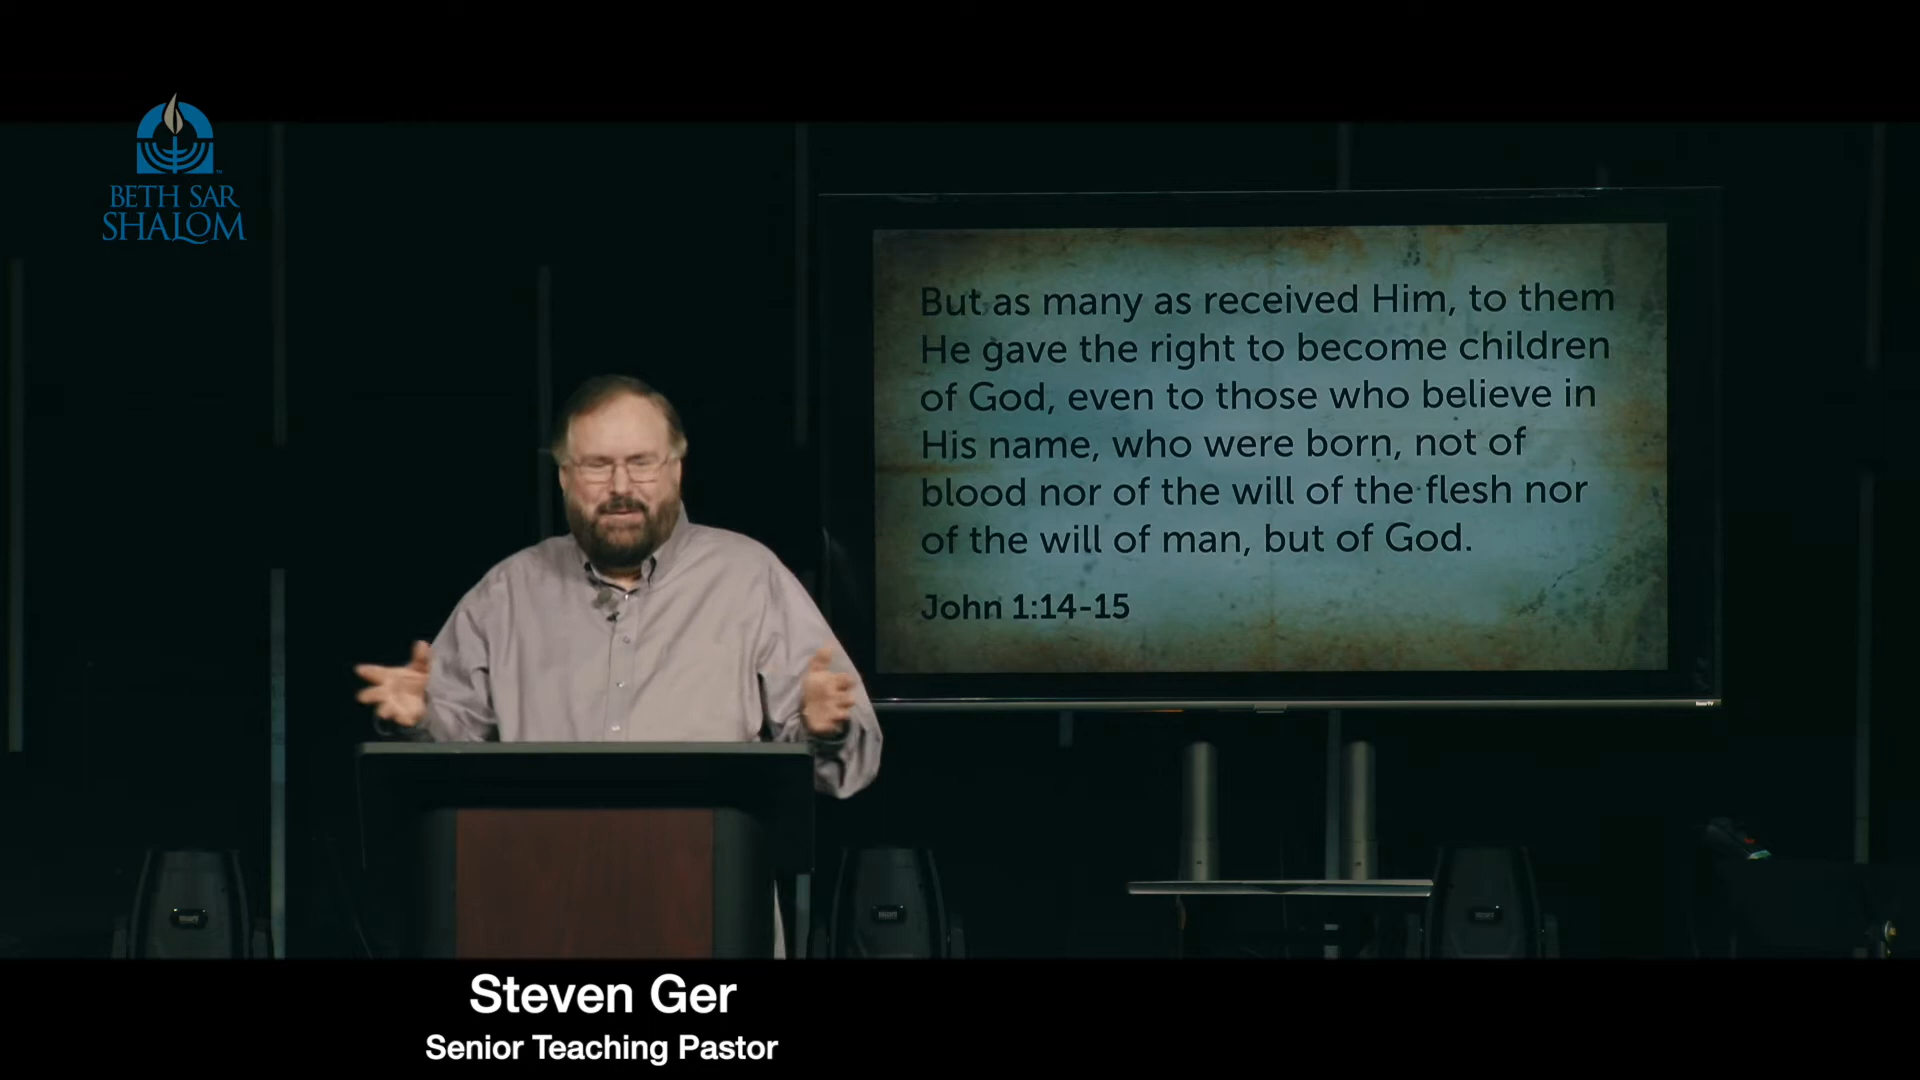 BETH SAR
SHALOM
But as many as received Him, to them
He gave the right to become children
of God, even to those who believe in
His name, who were born, not of
blood nor of the will of the flesh nor
of the will of man, but of God.
John 1:14-15
Steven Ger
Senior Teaching Pastor